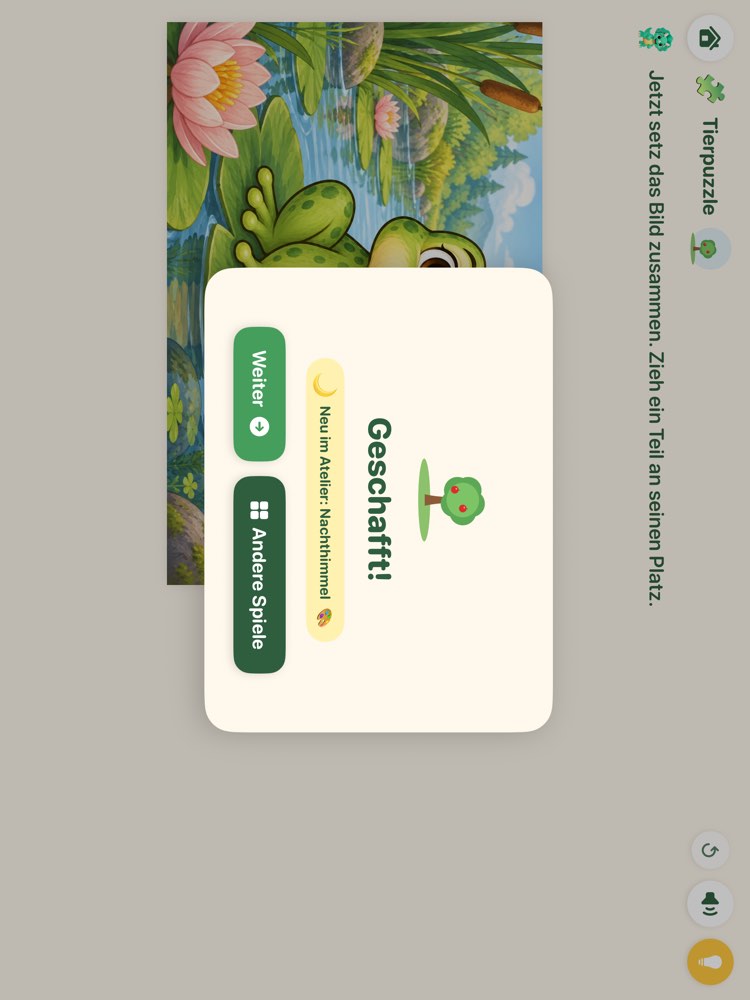 Tierpuzzle
Jetzt setz das Bild zusammen. Zieh ein Teil an seinen Platz.
Geschafft!
Neu im Atelier: Nachthimmel
Weiter
Andere Spiele